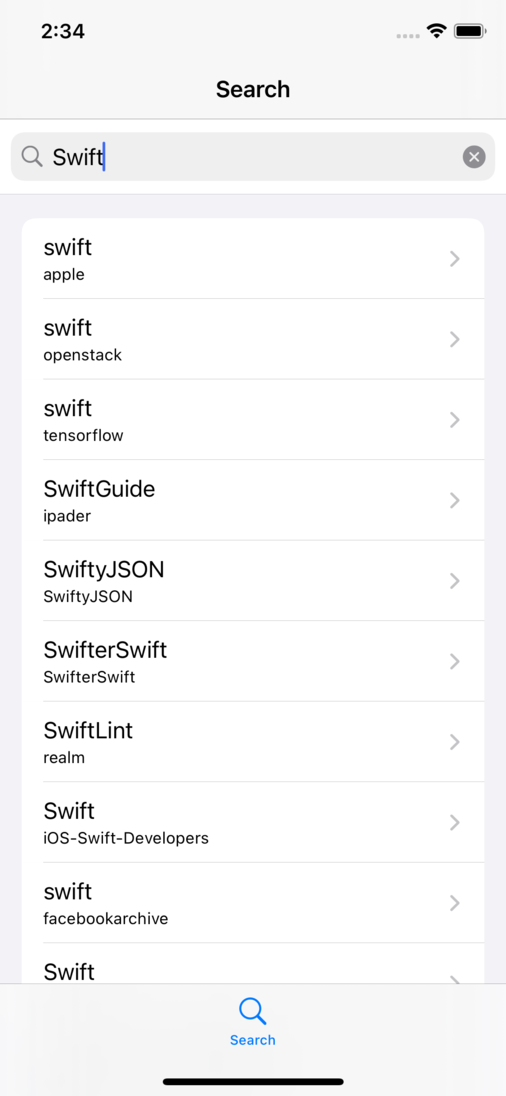 2:34
Search
Swift
swift
apple
swift
openstack
swift
tensorflow
SwiftGuide
ipader
SwiftyJSON
SwiftyJSON
SwifterSwift
SwifterSwift
SwiftLint
realm
Swift
iOS-Swift-Developers
swift
facebookarchive
Swift
Search